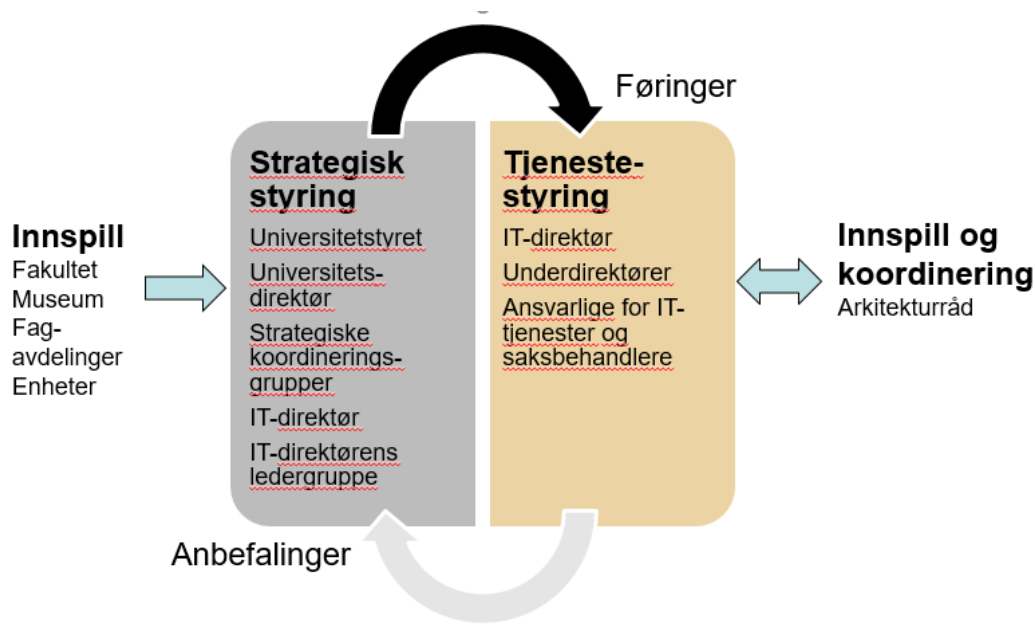 Føringer
Strategisk
styring
Universitetstyret
Universitets-
direktør
Strategiske
koordinerings-
grupper
IT-direktør
IT-direktørens
ledergruppe
Tjeneste-
styring
IT-direktør
Underdirektører
Ansvarlige for IT-
tjenester og
saksbehandlere
Innspill
Fakultet
Museum
Fag-
avdelinger
Enheter
Innspill og
koordinering
Arkitekturråd
Anbefalinger